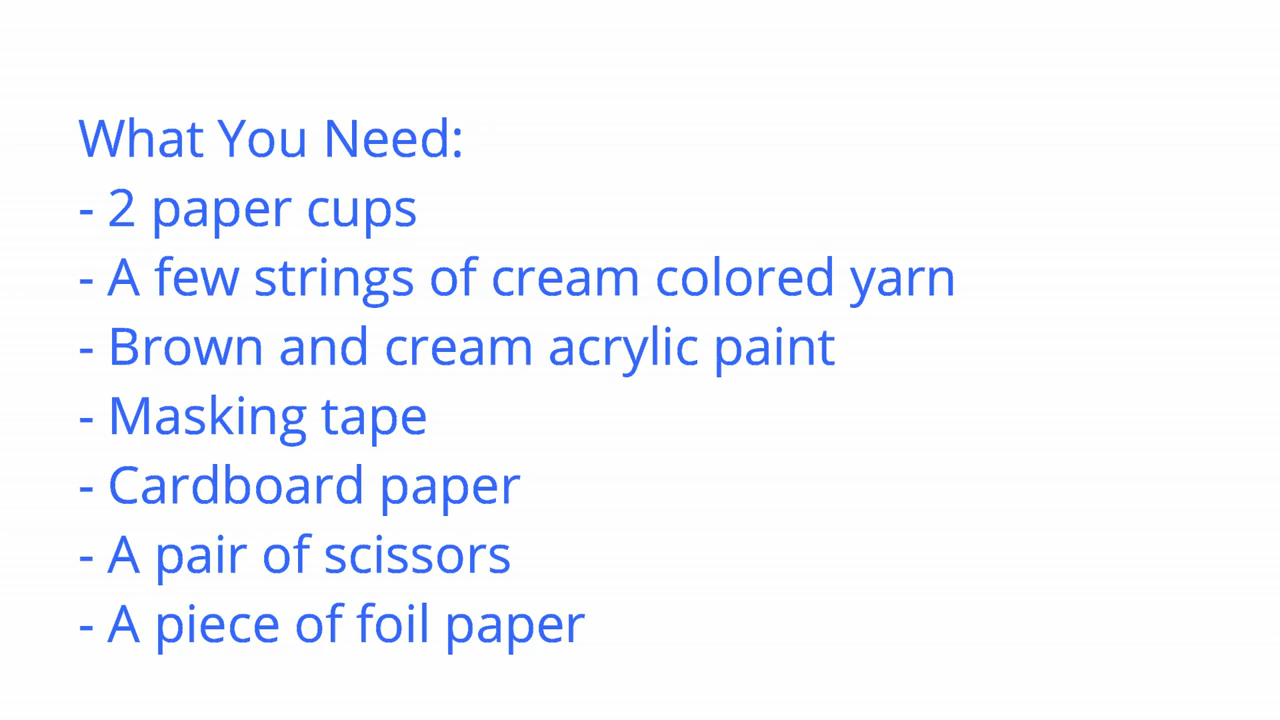 What You Need:
- 2 paper cups
- A few strings of cream colored yarn
- Brown and cream acrylic paint
- Masking tape
- Cardboard paper
- A pair of scissors
- A piece of foil paper